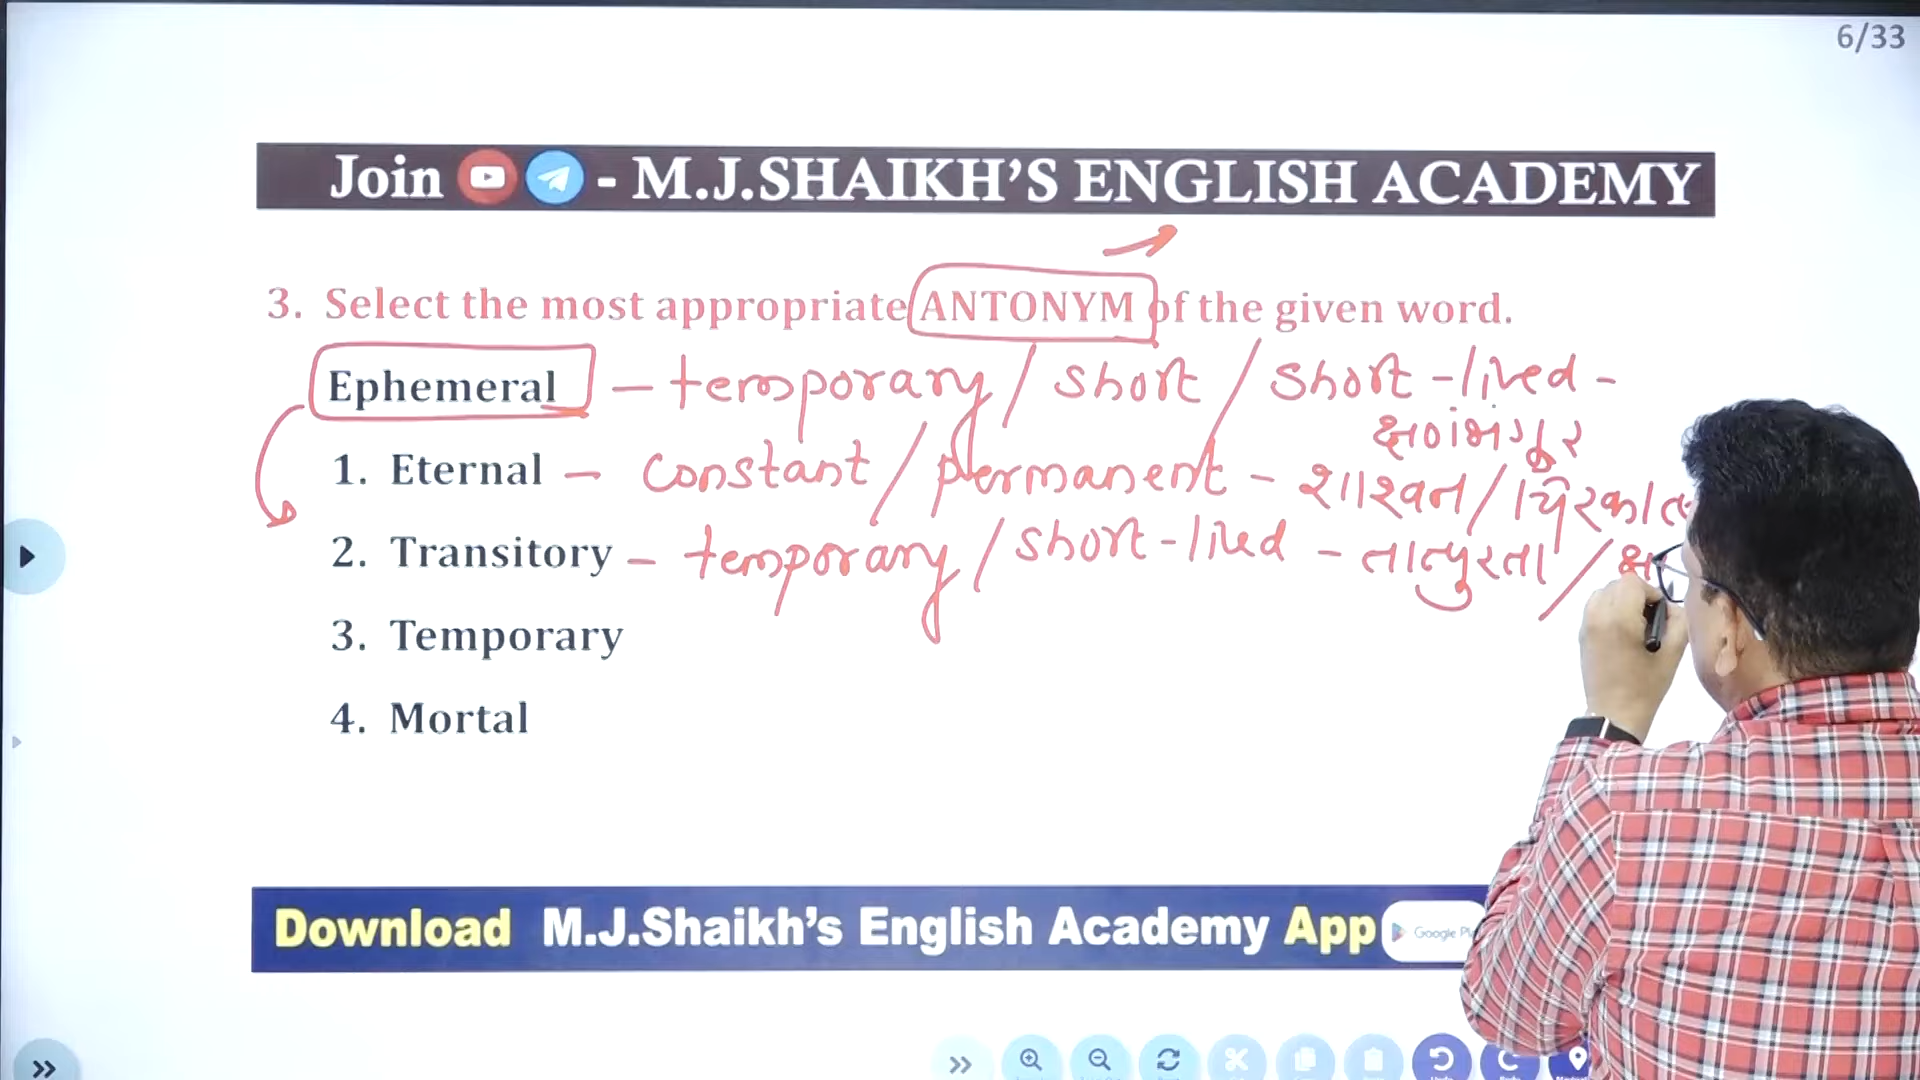 6/33
Join - M.J.SHAIKH'S ENGLISH ACADEMY
3. Select the most appropriate ANTONYM of the given word.
Ephemeral – temporary / short / short-lived -
ક્ષણભંગુર
1. Eternal – constant / permanent - શાશ્વત /
2. Transitory – temporary / short-lived -
3. Temporary
4. Mortal
Download M.J.Shaikh's English Academy App Google